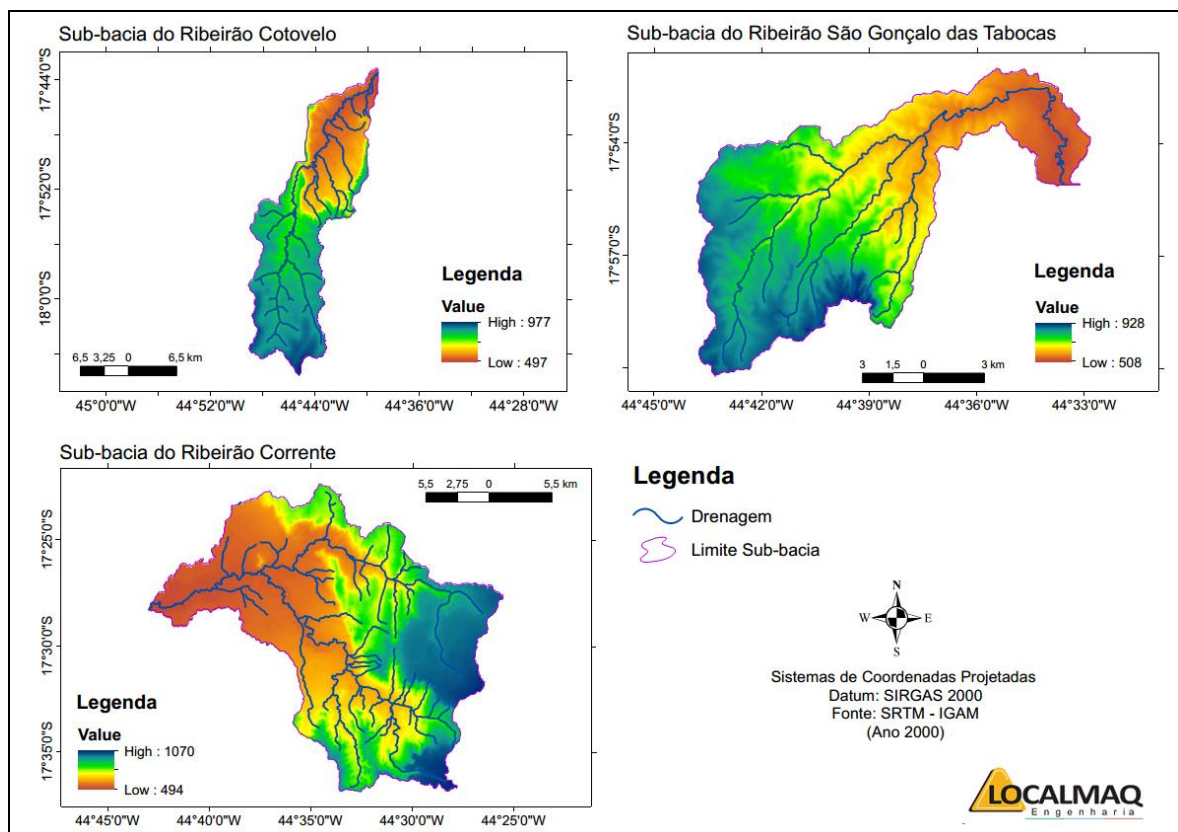 Sub-bacia do Ribeirão Cotovelo
17°44'0"S
17°52'0"S
18°0'0"S
Legenda
Value
High : 977
Low : 497
6,5 3,25 0 6,5 km
45°0'0"W 44°52'0"W 44°44'0"W 44°36'0"W 44°28'0"W
Sub-bacia do Ribeirão São Gonçalo das Tabocas
17°54'0"S
17°57'0"S
Legenda
Value
High : 928
Low : 508
3 1,5 0 3 km
44°45'0"W 44°42'0"W 44°39'0"W 44°36'0"W 44°33'0"W
Sub-bacia do Ribeirão Corrente
5,5 2,75 0 5,5 km
17°25'0"S
17°30'0"S
17°35'0"S
Legenda
Value
High : 1070
Low : 494
44°45'0"W 44°40'0"W 44°35'0"W 44°30'0"W 44°25'0"W
Legenda
Drenagem
Limite Sub-bacia
N
W E
S
Sistemas de Coordenadas Projetadas
Datum: SIRGAS 2000
Fonte: SRTM - IGAM
(Ano 2000)
LOCALMAQ
Engenharia